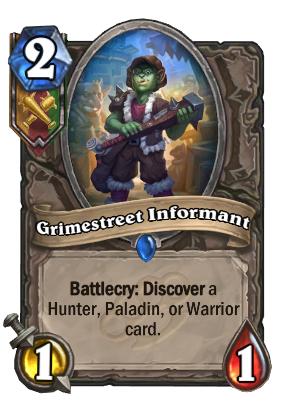 2
Grimestreet Informant
Battlecry: Discover a
Hunter, Paladin, or Warrior
card.
1
1